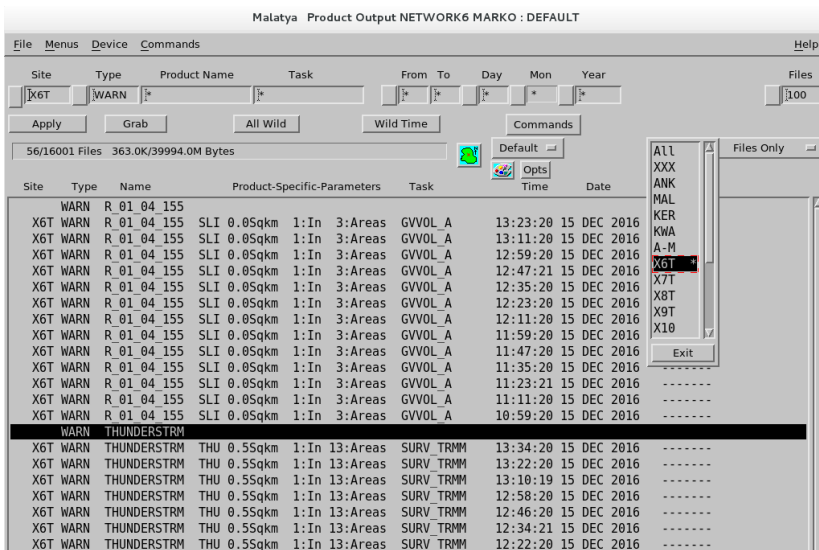 Malatya Product Output NETWORK6 MARKO : DEFAULT
File Menus Device Commands Help
Site Type Product Name Task From To Day Mon Year Files
X6T WARN * * * * * * * 100
Apply Grab All Wild Wild Time Commands
56/16001 Files 363.0K/39994.0M Bytes Default Files Only
Opts
Site Type Name Product-Specific-Parameters Task Time Date
WARN R_01_04_155
X6T WARN R_01_04_155 SLI 0.0Sqkm 1:In 3:Areas GVVOL_A 13:23:20 15 DEC 2016
X6T WARN R_01_04_155 SLI 0.0Sqkm 1:In 3:Areas GVVOL_A 13:11:20 15 DEC 2016
X6T WARN R_01_04_155 SLI 0.0Sqkm 1:In 3:Areas GVVOL_A 12:59:20 15 DEC 2016
X6T WARN R_01_04_155 SLI 0.0Sqkm 1:In 3:Areas GVVOL_A 12:47:21 15 DEC 2016
X6T WARN R_01_04_155 SLI 0.0Sqkm 1:In 3:Areas GVVOL_A 12:35:20 15 DEC 2016
X6T WARN R_01_04_155 SLI 0.0Sqkm 1:In 3:Areas GVVOL_A 12:23:20 15 DEC 2016
X6T WARN R_01_04_155 SLI 0.0Sqkm 1:In 3:Areas GVVOL_A 12:11:20 15 DEC 2016
X6T WARN R_01_04_155 SLI 0.0Sqkm 1:In 3:Areas GVVOL_A 11:59:20 15 DEC 2016
X6T WARN R_01_04_155 SLI 0.0Sqkm 1:In 3:Areas GVVOL_A 11:47:20 15 DEC 2016
X6T WARN R_01_04_155 SLI 0.0Sqkm 1:In 3:Areas GVVOL_A 11:35:20 15 DEC 2016 -------
X6T WARN R_01_04_155 SLI 0.0Sqkm 1:In 3:Areas GVVOL_A 11:23:21 15 DEC 2016 -------
X6T WARN R_01_04_155 SLI 0.0Sqkm 1:In 3:Areas GVVOL_A 11:11:20 15 DEC 2016 -------
X6T WARN R_01_04_155 SLI 0.0Sqkm 1:In 3:Areas GVVOL_A 10:59:20 15 DEC 2016 -------
WARN THUNDERSTRM
X6T WARN THUNDERSTRM THU 0.5Sqkm 1:In 13:Areas SURV_TRMM 13:34:20 15 DEC 2016 -------
X6T WARN THUNDERSTRM THU 0.5Sqkm 1:In 13:Areas SURV_TRMM 13:22:20 15 DEC 2016 -------
X6T WARN THUNDERSTRM THU 0.5Sqkm 1:In 13:Areas SURV_TRMM 13:10:19 15 DEC 2016 -------
X6T WARN THUNDERSTRM THU 0.5Sqkm 1:In 13:Areas SURV_TRMM 12:58:20 15 DEC 2016 -------
X6T WARN THUNDERSTRM THU 0.5Sqkm 1:In 13:Areas SURV_TRMM 12:46:20 15 DEC 2016 -------
X6T WARN THUNDERSTRM THU 0.5Sqkm 1:In 13:Areas SURV_TRMM 12:34:21 15 DEC 2016 -------
X6T WARN THUNDERSTRM THU 0.5Sqkm 1:In 13:Areas SURV_TRMM 12:22:20 15 DEC 2016 -------
All
XXX
ANK
MAL
KER
KWA
A-M
X6T *
X7T
X8T
X9T
X10
Exit